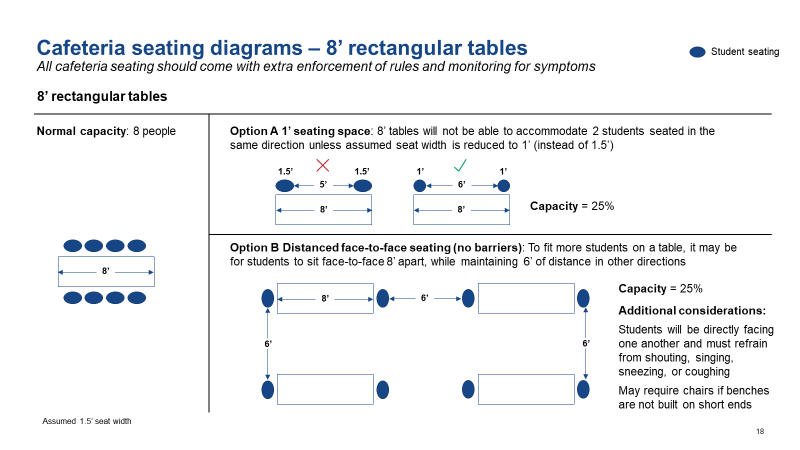 Cafeteria seating diagrams – 8’ rectangular tables
All cafeteria seating should come with extra enforcement of rules and monitoring for symptoms
Student seating
8’ rectangular tables
Normal capacity: 8 people
8’
Assumed 1.5’ seat width
Option A 1’ seating space: 8’ tables will not be able to accommodate 2 students seated in the
same direction unless assumed seat width is reduced to 1’ (instead of 1.5’)
1.5’ 1.5’ 1’ 1’
5’ 6’
8’ 8’
Capacity = 25%
Option B Distanced face-to-face seating (no barriers): To fit more students on a table, it may be
for students to sit face-to-face 8’ apart, while maintaining 6’ of distance in other directions
8’ 6’
6’ 6’
Capacity = 25%
Additional considerations:
Students will be directly facing
one another and must refrain
from shouting, singing,
sneezing, or coughing
May require chairs if benches
are not built on short ends
18